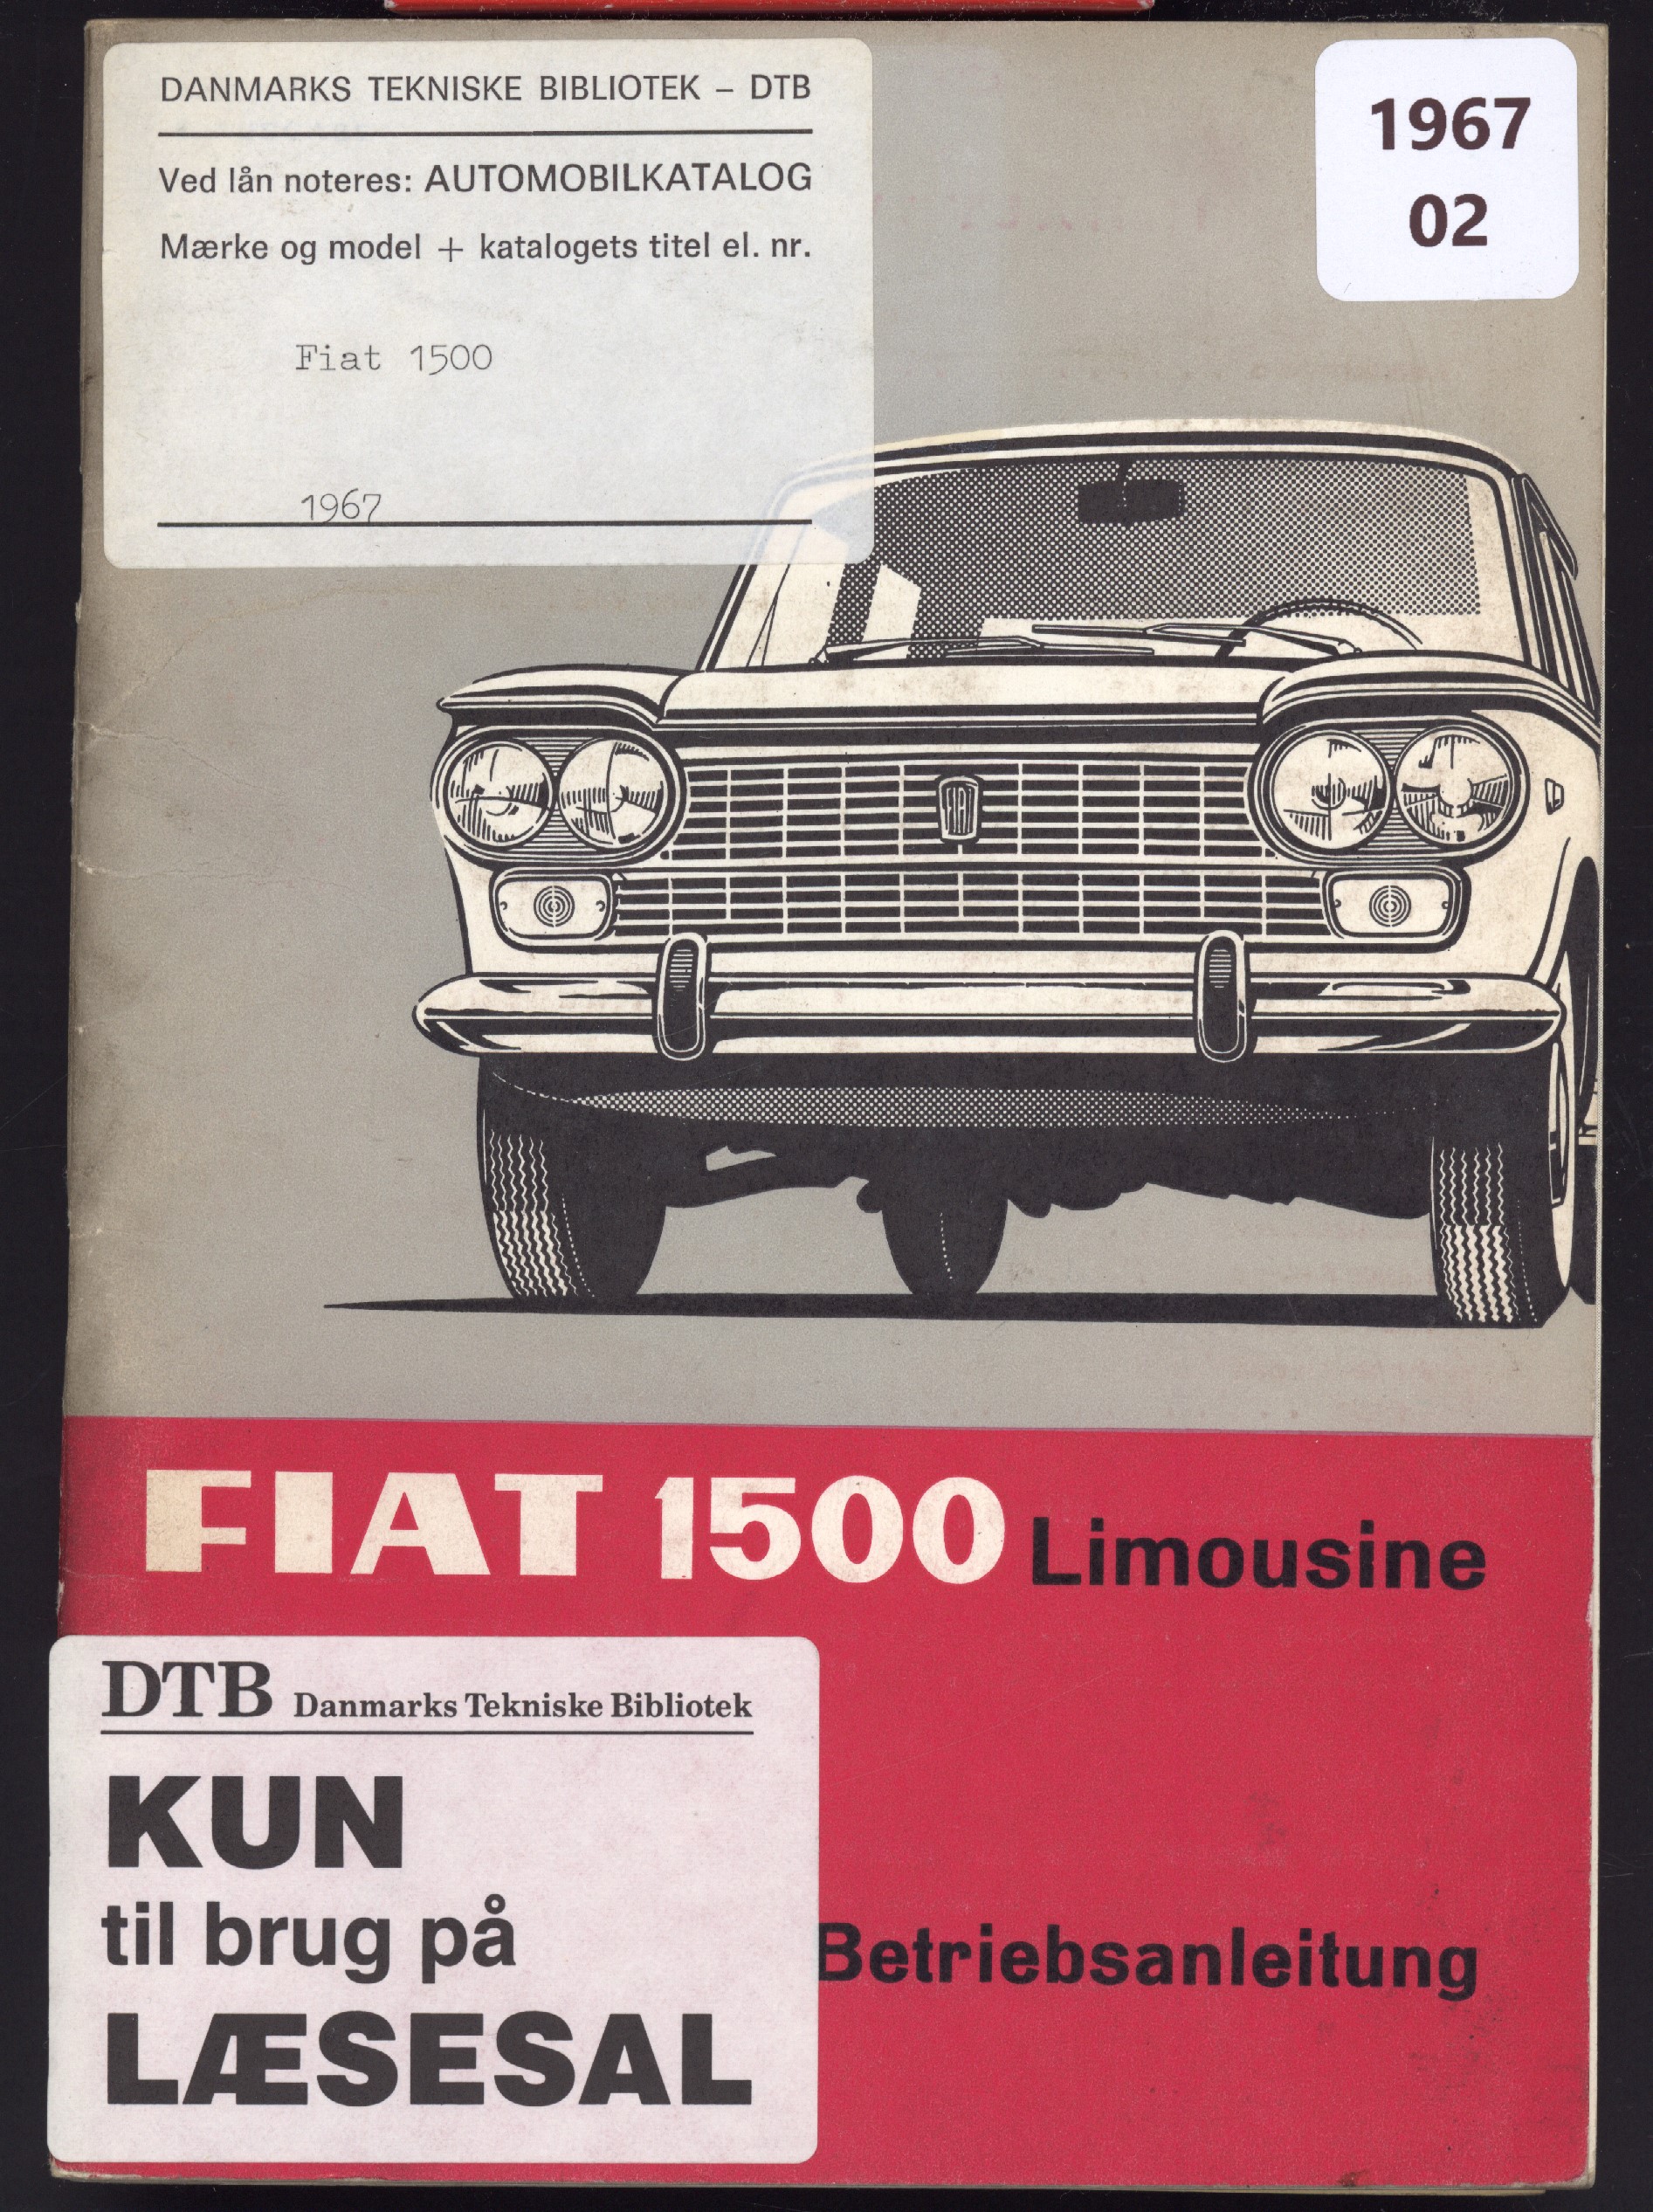 DANMARKS TEKNISKE BIBLIOTEK – DTB
Ved lån noteres: AUTOMOBILKATALOG
Mærke og model + katalogets titel el. nr.
Fiat 1500
1967
1967
02
FIAT
FIAT 1500 Limousine
DTB Danmarks Tekniske Bibliotek
KUN
til brug på
LÆSESAL
Betriebsanleitung